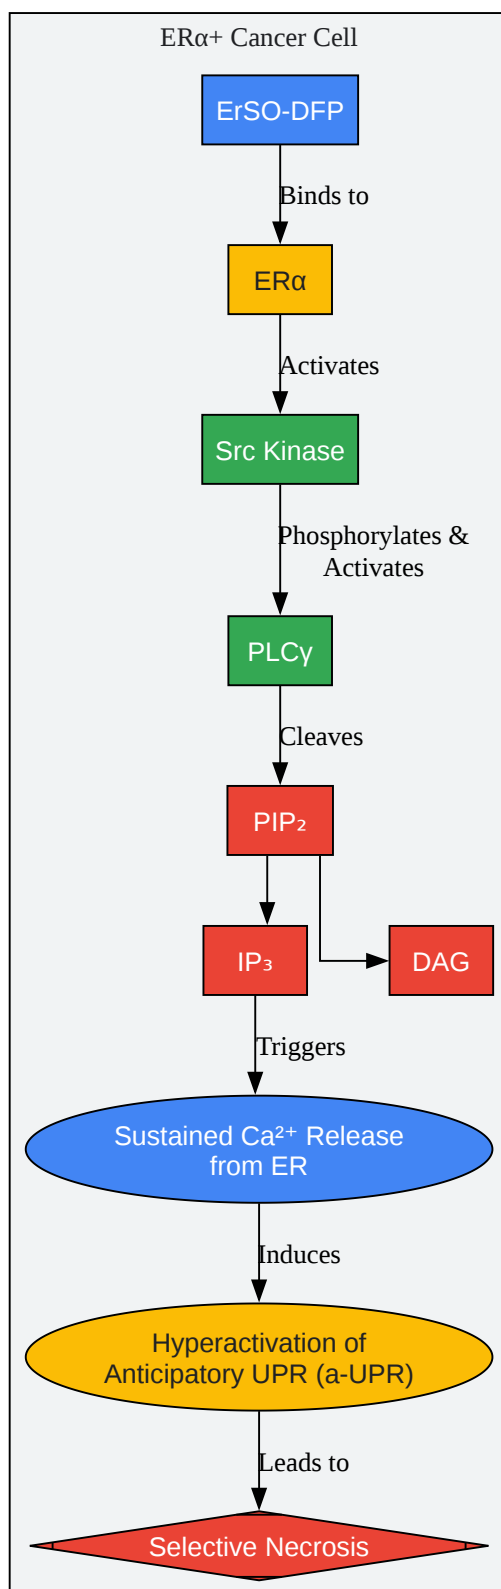 ERα+ Cancer Cell
ErSO-DFP
Binds to
ERα
Activates
Src Kinase
Phosphorylates &
Activates
PLCγ
Cleaves
PIP₂
IP₃
DAG
Triggers
Sustained Ca²⁺ Release
from ER
Induces
Hyperactivation of
Anticipatory UPR (a-UPR)
Leads to
Selective Necrosis